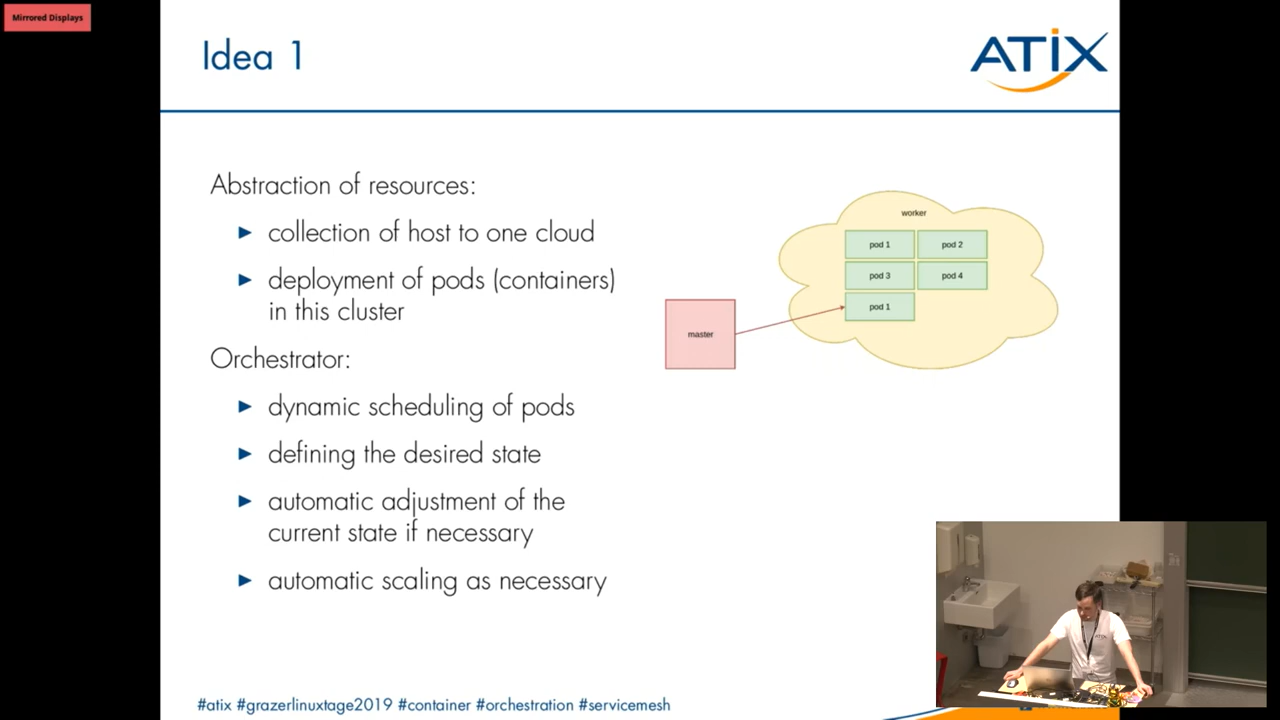 Mirrored Displays
Idea 1
ATIX
Abstraction of resources:
collection of host to one cloud
deployment of pods (containers)
in this cluster
Orchestrator:
dynamic scheduling of pods
defining the desired state
automatic adjustment of the
current state if necessary
automatic scaling as necessary
worker
pod 1
pod 2
pod 3
pod 4
pod 1
master
ATIX
#atix #grazerlinuxtage2019 #container #orchestration #servicemesh